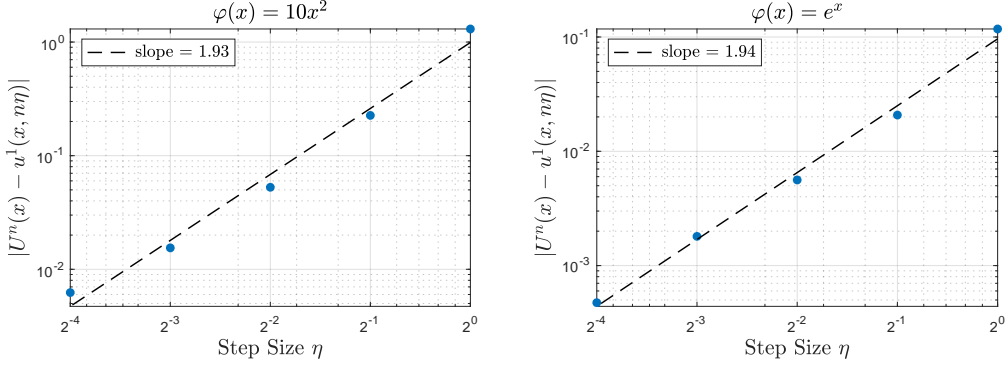 φ(x) = 10x²
slope = 1.93
|Uⁿ(x) − u¹(x, nη)|
10⁰
10⁻¹
10⁻²
2⁻⁴ 2⁻³ 2⁻² 2⁻¹ 2⁰
Step Size η
φ(x) = eˣ
slope = 1.94
|Uⁿ(x) − u¹(x, nη)|
10⁻¹
10⁻²
10⁻³
2⁻⁴ 2⁻³ 2⁻² 2⁻¹ 2⁰
Step Size η